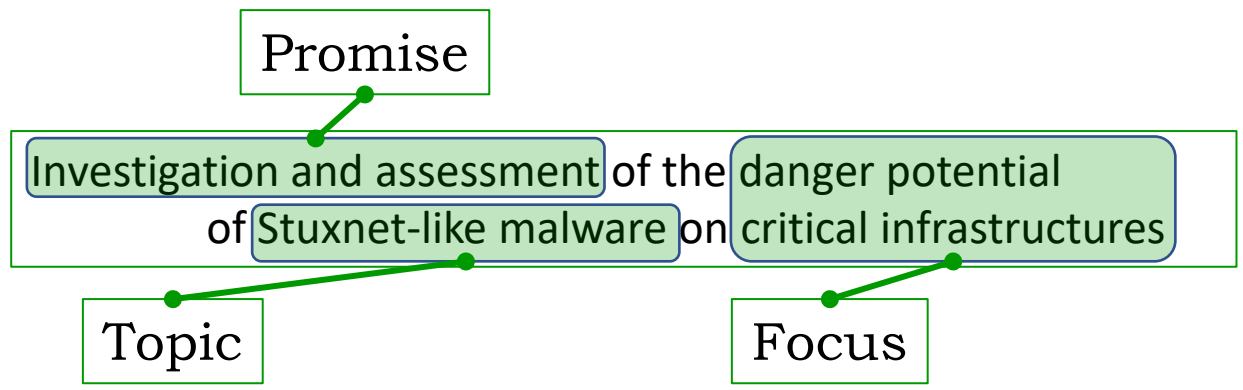 Promise
Investigation and assessment of the danger potential
of Stuxnet-like malware on critical infrastructures
Topic
Focus